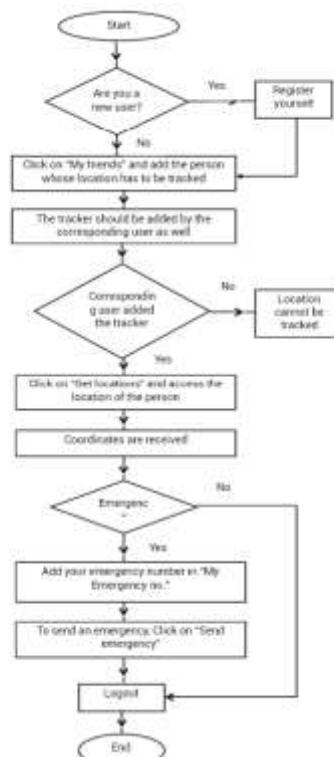 Start
Are you a
new user?
Yes
Register
yourself
No
Click on "My friends" and add the person
whose location has to be tracked
The tracker should be added by the
corresponding user as well
Correspondin
g user added
the tracker
No
Location
cannot be
tracked
Yes
Click on "Get locations" and access the
location of the person
Coordinates are received
Emergenc
No
Yes
Add your emergency number in "My
Emergency no."
To send an emergency, Click on "Send
emergency"
Logout
End